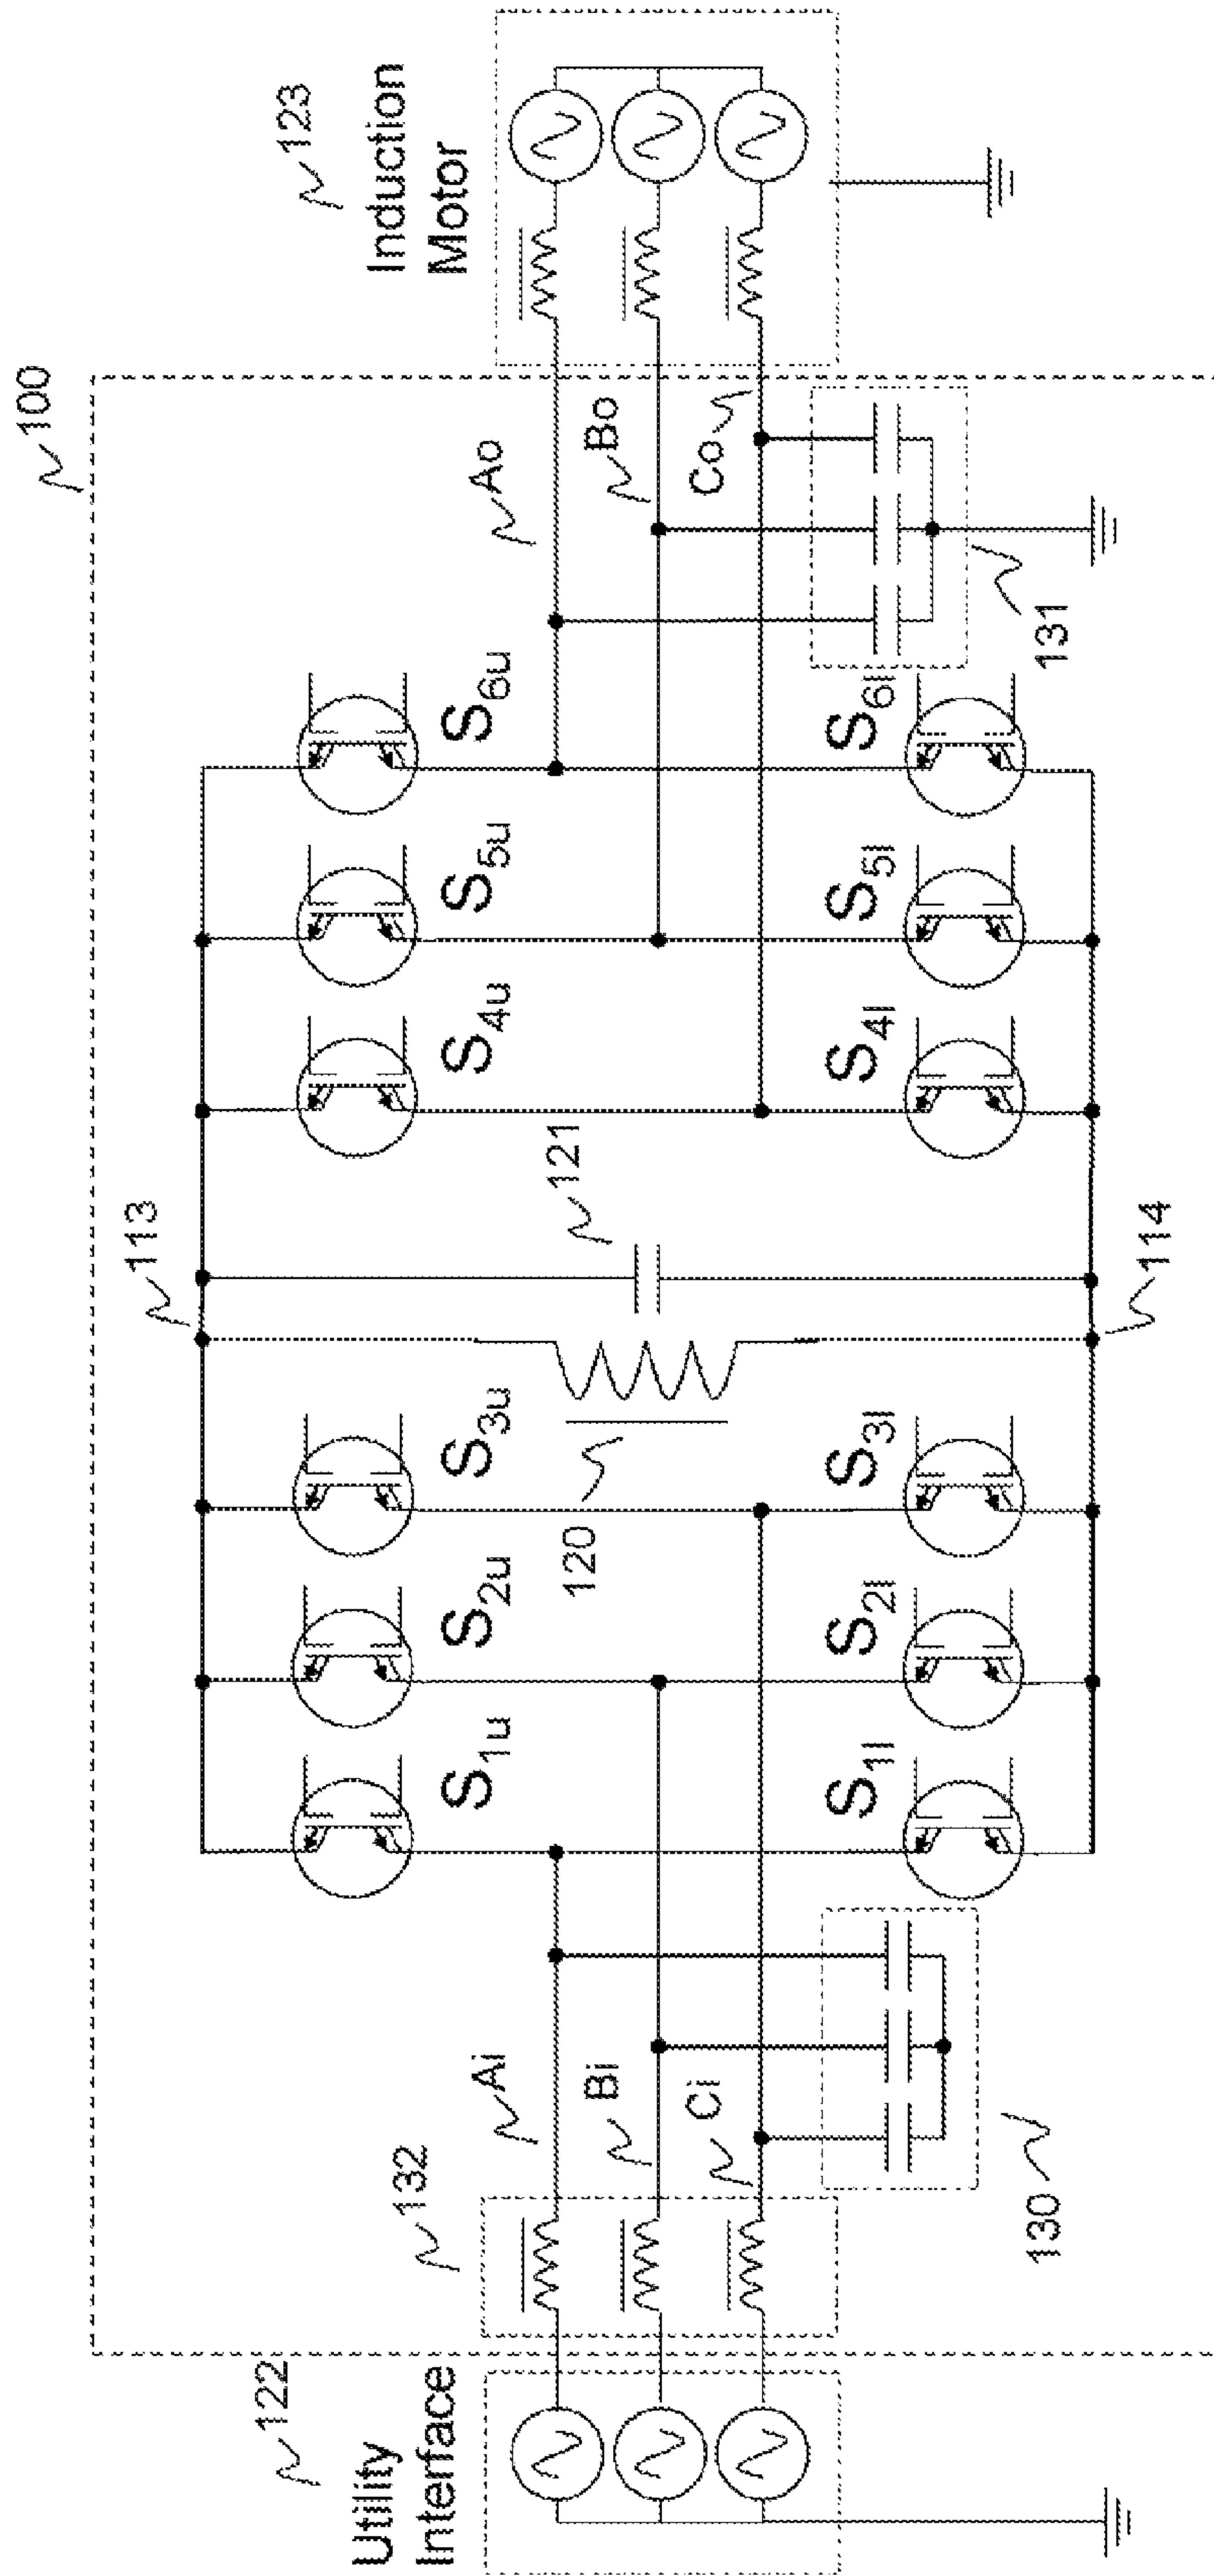 100
122
Utility
Interface
132
Ai
Bi
Ci
130
113
S1u
S2u
S3u
S4u
S5u
S6u
120
121
S1l
S2l
S3l
S4l
S5l
S6l
114
Ao
Bo
Co
131
123
Induction
Motor